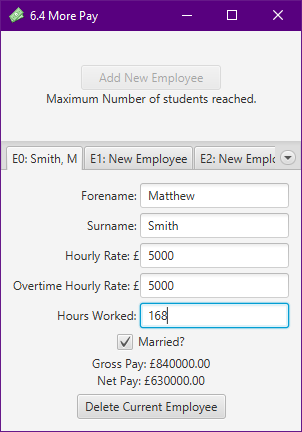 6.4 More Pay
Add New Employee
Maximum Number of students reached.
E0: Smith, M
E1: New Employee
E2: New Emplo
Forename: Matthew
Surname: Smith
Hourly Rate: £ 5000
Overtime Hourly Rate: £ 5000
Hours Worked: 168
Married?
Gross Pay: £840000.00
Net Pay: £630000.00
Delete Current Employee